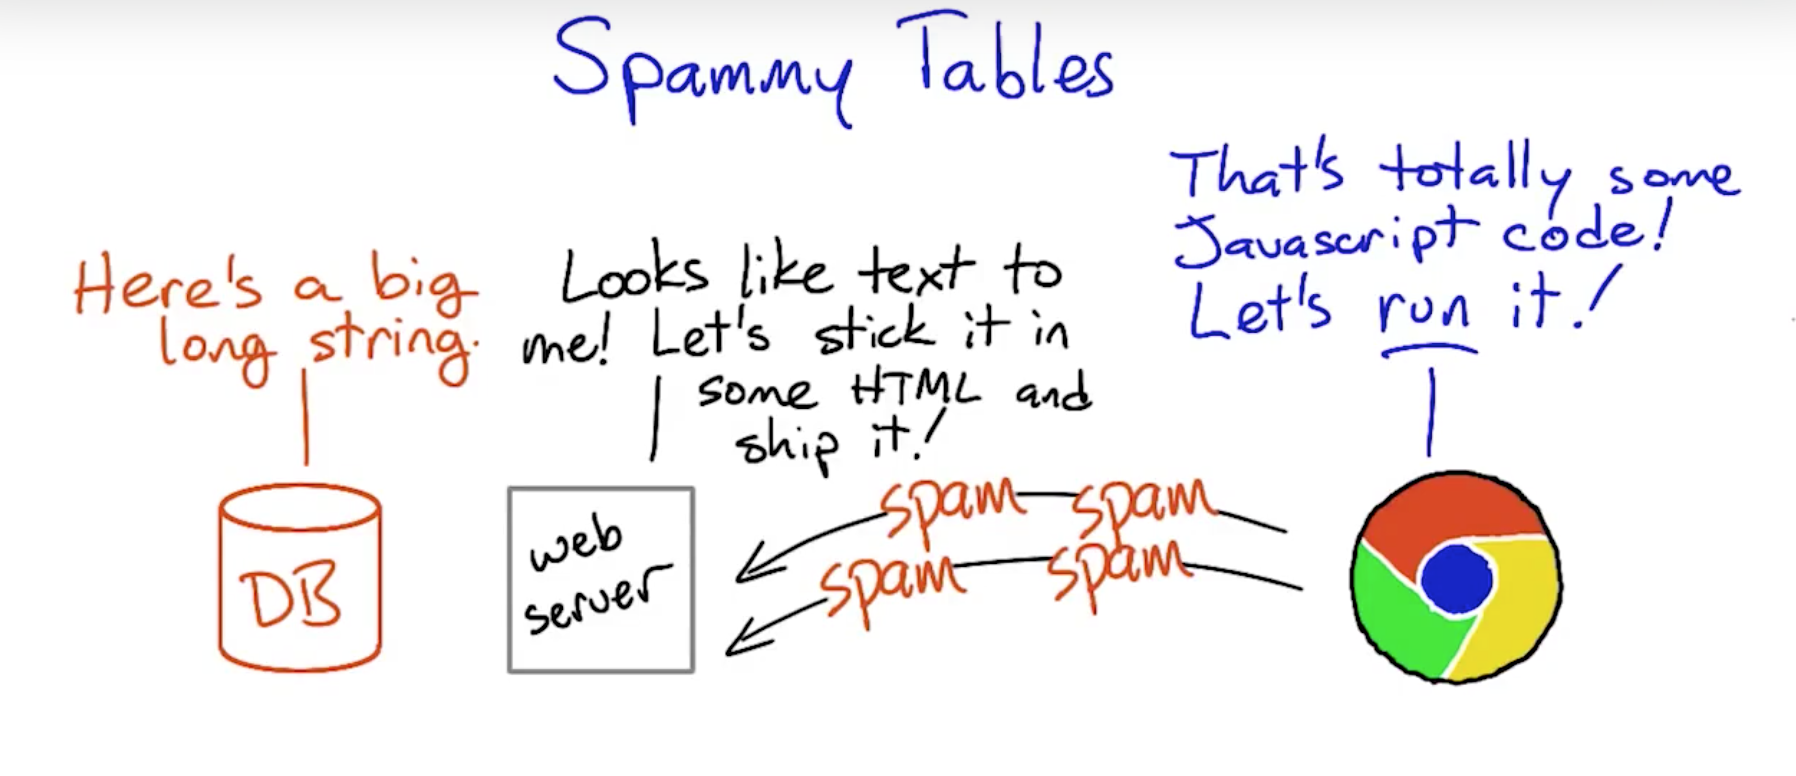 Spammy Tables
Here's a big
long string.
DB
Looks like text to
me! Let's stick it in
some HTML and
ship it!
web
server
spam spam
spam spam
That's totally some
Javascript code!
Let's run it!